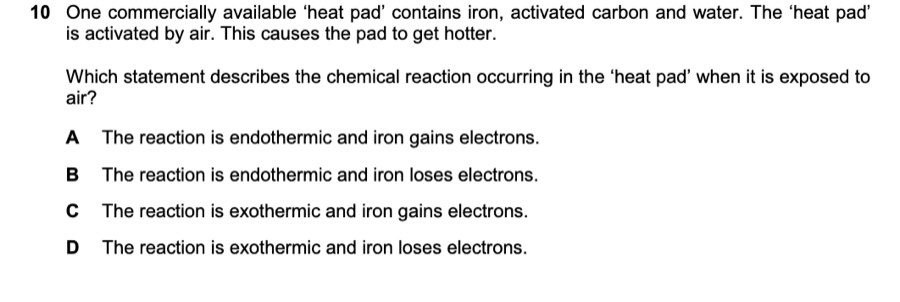 10 One commercially available ‘heat pad’ contains iron, activated carbon and water. The ‘heat pad’
is activated by air. This causes the pad to get hotter.
Which statement describes the chemical reaction occurring in the ‘heat pad’ when it is exposed to
air?
A The reaction is endothermic and iron gains electrons.
B The reaction is endothermic and iron loses electrons.
C The reaction is exothermic and iron gains electrons.
D The reaction is exothermic and iron loses electrons.